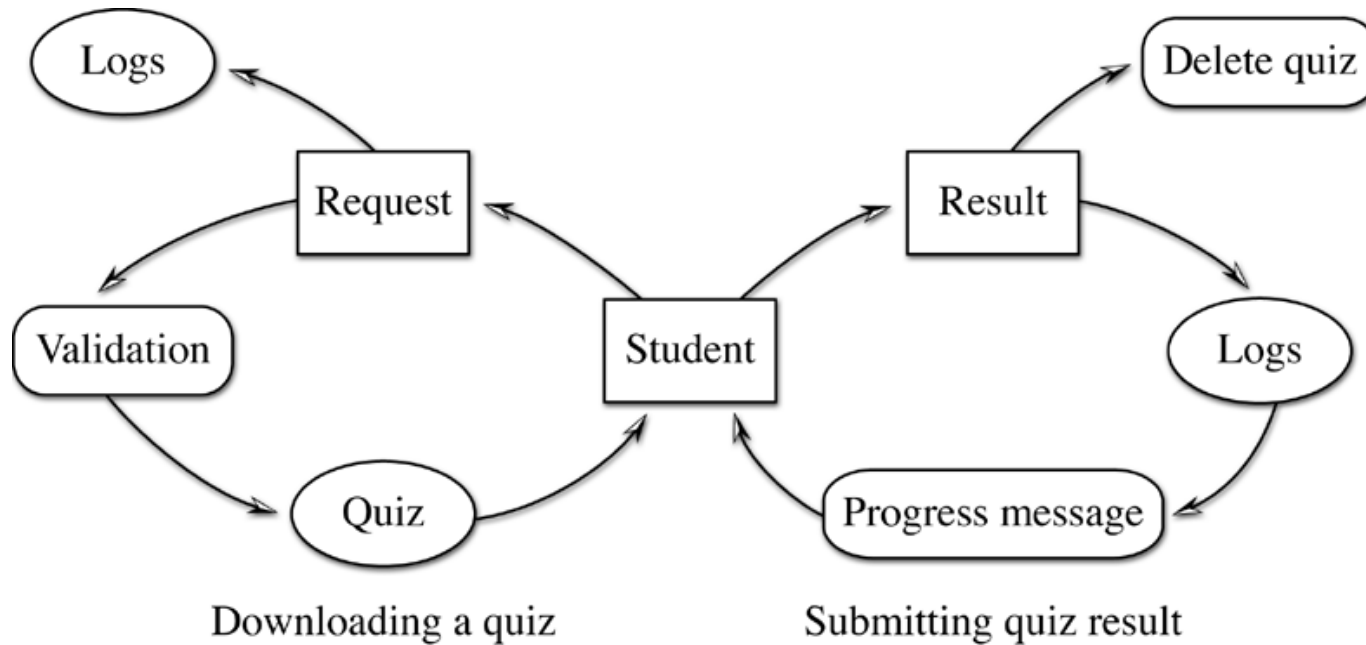 Logs
Delete quiz
Request
Result
Validation
Student
Logs
Quiz
Progress message
Downloading a quiz
Submitting quiz result